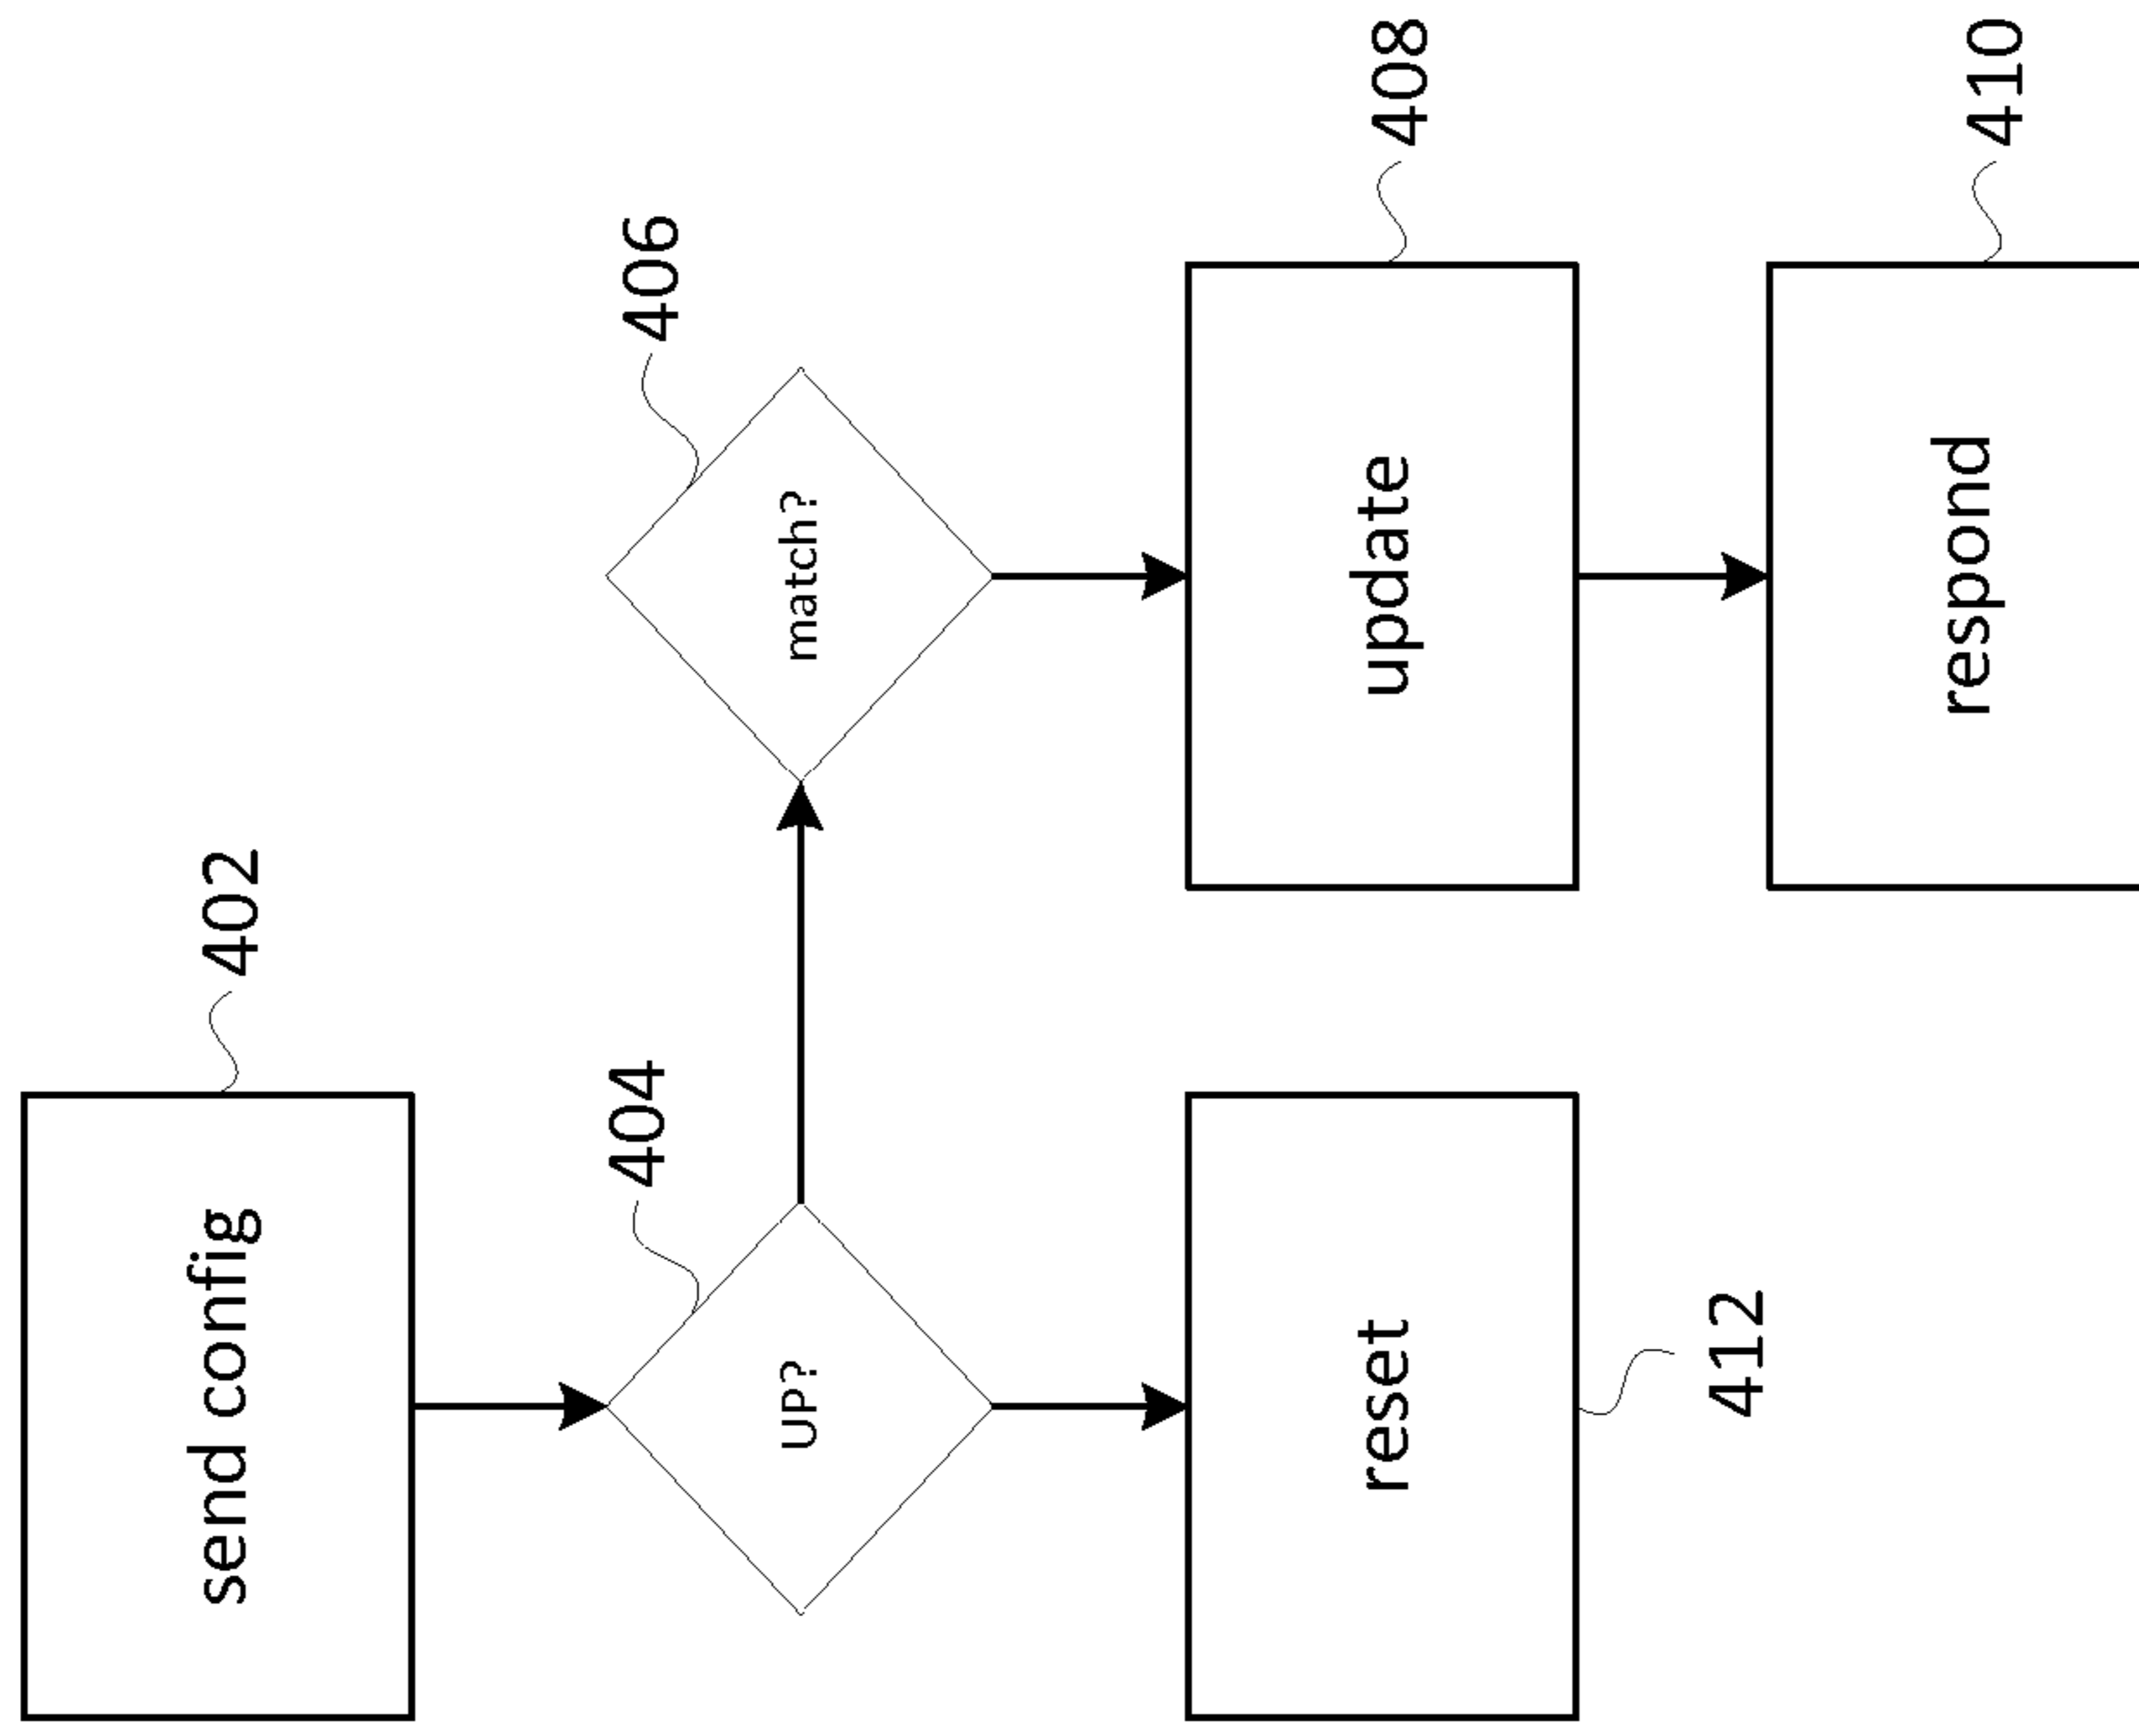 send config
402
UP?
404
match?
406
reset
412
update
408
respond
410